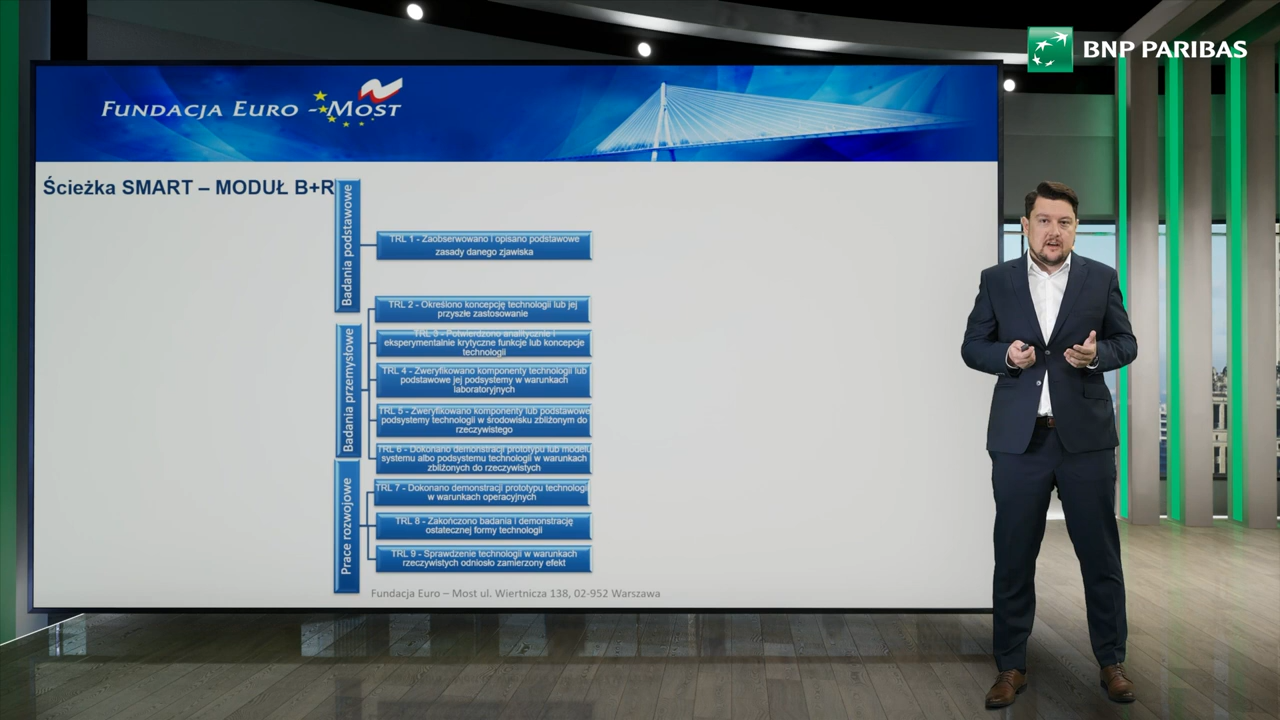 BNP PARIBAS
FUNDACJA EURO - MOST
Ścieżka SMART – MODUŁ B+R
Badania podstawowe
TRL 1 - Zaobserwowano i opisano podstawowe
zasady danego zjawiska
Badania przemysłowe
TRL 2 - Określono koncepcję technologii lub jej
przyszłe zastosowanie
TRL 3 - Potwierdzono analitycznie i
eksperymentalnie krytyczne funkcje lub koncepcje
technologii
TRL 4 - Zweryfikowano komponenty technologii lub
podstawowe jej podsystemy w warunkach
laboratoryjnych
TRL 5 - Zweryfikowano komponenty lub podstawowe
podsystemy technologii w środowisku zbliżonym do
rzeczywistego
TRL 6 - Dokonano demonstracji prototypu lub modelu
systemu albo podsystemu technologii w warunkach
zbliżonych do rzeczywistych
Prace rozwojowe
TRL 7 - Dokonano demonstracji prototypu technologii
w warunkach operacyjnych
TRL 8 - Zakończono badania i demonstrację
ostatecznej formy technologii
TRL 9 - Sprawdzenie technologii w warunkach
rzeczywistych odniosło zamierzony efekt
Fundacja Euro – Most ul. Wiertnicza 138, 02-952 Warszawa